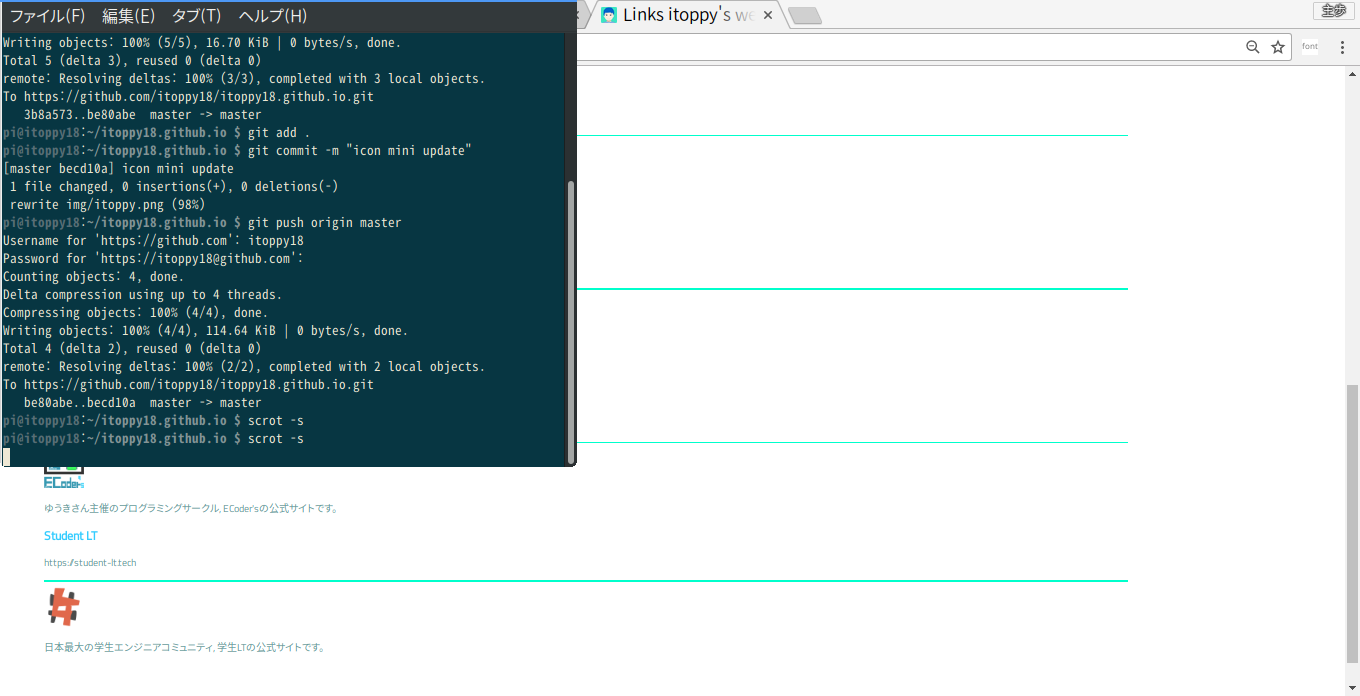 ファイル(F) 編集(E) タブ(T) ヘルプ(H)
Links itoppy's we
主歩
font
Writing objects: 100% (5/5), 16.70 KiB | 0 bytes/s, done.
Total 5 (delta 3), reused 0 (delta 0)
remote: Resolving deltas: 100% (3/3), completed with 3 local objects.
To https://github.com/itoppy18/itoppy18.github.io.git
   3b8a573..be80abe  master -> master
pi@itoppy18:~/itoppy18.github.io $ git add .
pi@itoppy18:~/itoppy18.github.io $ git commit -m "icon mini update"
[master becd10a] icon mini update
 1 file changed, 0 insertions(+), 0 deletions(-)
 rewrite img/itoppy.png (98%)
pi@itoppy18:~/itoppy18.github.io $ git push origin master
Username for 'https://github.com': itoppy18
Password for 'https://itoppy18@github.com':
Counting objects: 4, done.
Delta compression using up to 4 threads.
Compressing objects: 100% (4/4), done.
Writing objects: 100% (4/4), 114.64 KiB | 0 bytes/s, done.
Total 4 (delta 2), reused 0 (delta 0)
remote: Resolving deltas: 100% (2/2), completed with 2 local objects.
To https://github.com/itoppy18/itoppy18.github.io.git
   be80abe..becd10a  master -> master
pi@itoppy18:~/itoppy18.github.io $ scrot -s
pi@itoppy18:~/itoppy18.github.io $ scrot -s
ECoder's
ゆうきさん主催のプログラミングサークル, ECoder'sの公式サイトです。
Student LT
https://student-lt.tech
日本最大の学生エンジニアコミュニティ, 学生LTの公式サイトです。